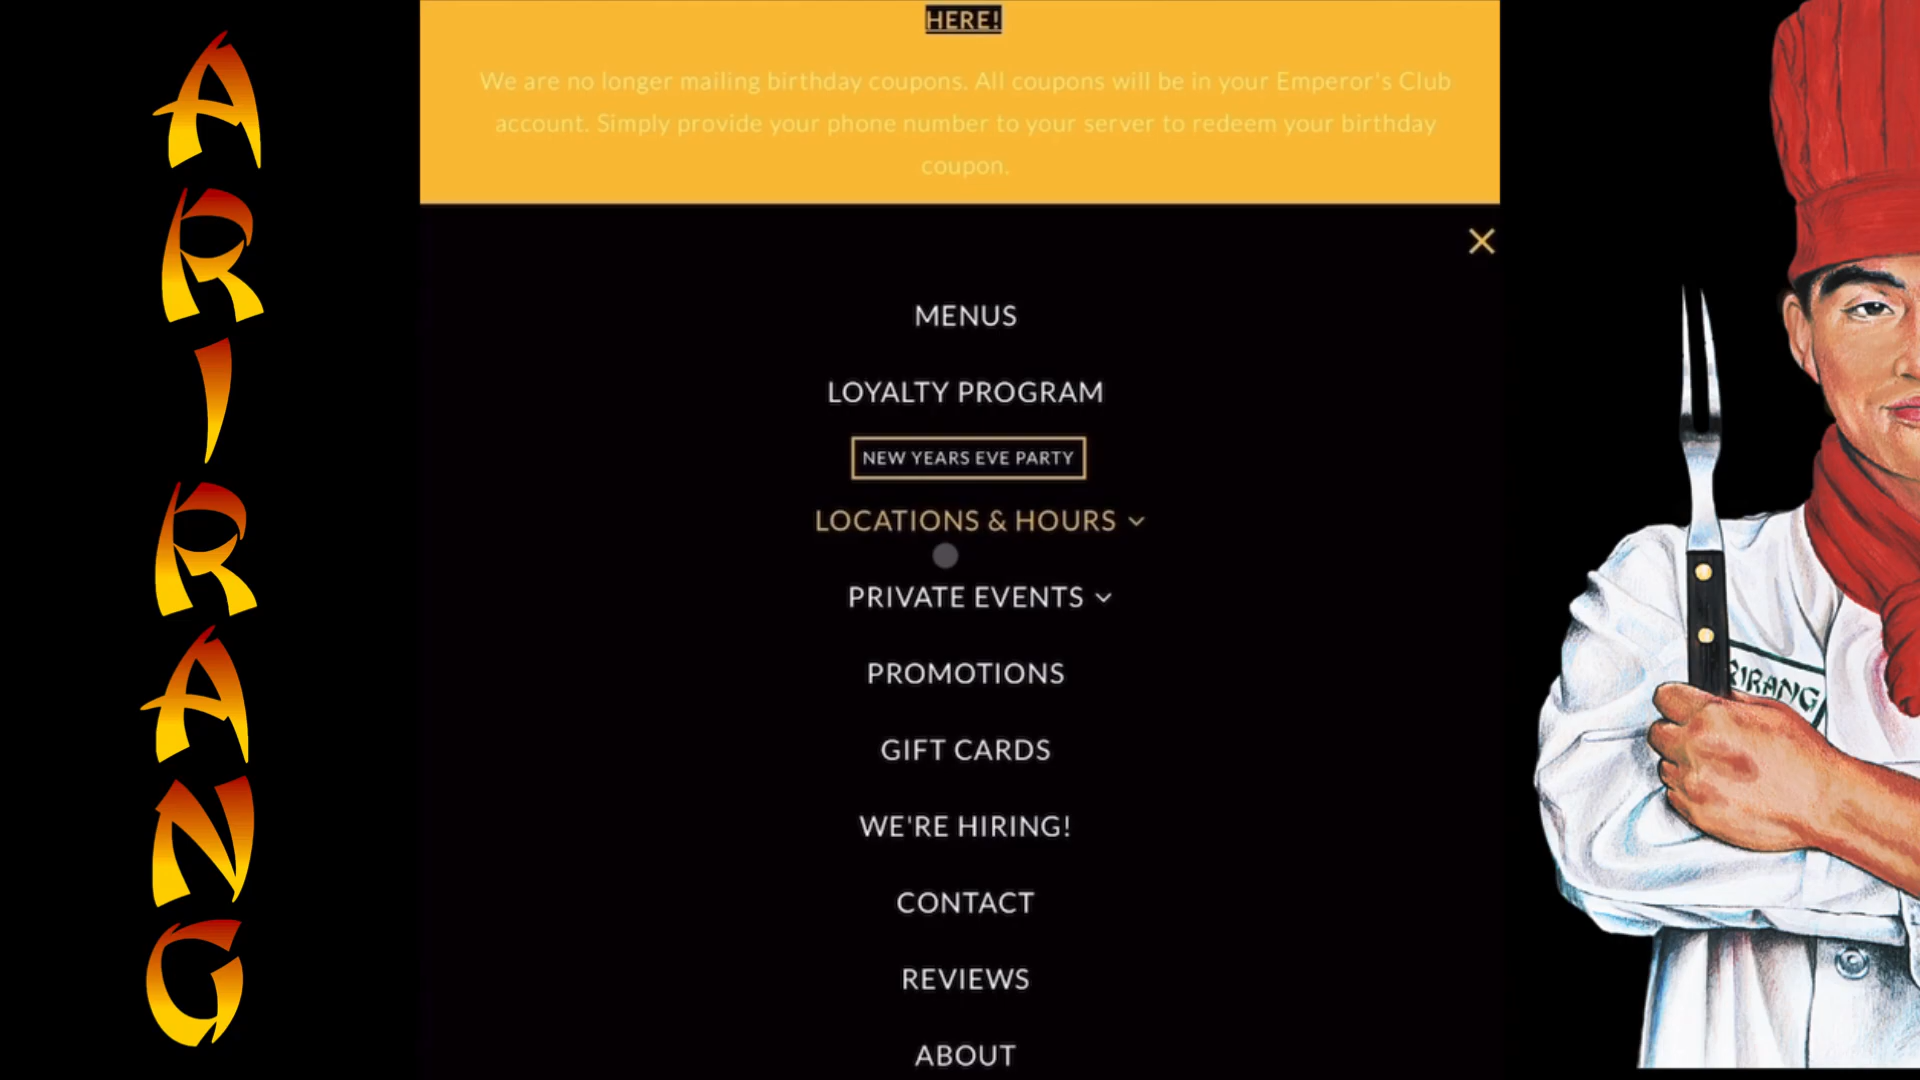 ARIRANG
HERE!
We are no longer mailing birthday coupons. All coupons will be in your Emperor's Club
account. Simply provide your phone number to your server to redeem your birthday
coupon.
MENUS
LOYALTY PROGRAM
NEW YEARS EVE PARTY
LOCATIONS & HOURS
PRIVATE EVENTS
PROMOTIONS
GIFT CARDS
WE'RE HIRING!
CONTACT
REVIEWS
ABOUT
RIRANG